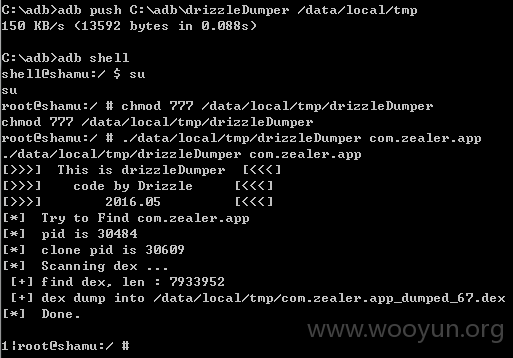 C:\adb>adb push C:\adb\drizzleDumper /data/local/tmp
150 KB/s (13592 bytes in 0.088s)
C:\adb>adb shell
shell@shamu:/ $ su
su
root@shamu:/ # chmod 777 /data/local/tmp/drizzleDumper
chmod 777 /data/local/tmp/drizzleDumper
root@shamu:/ # ./data/local/tmp/drizzleDumper com.zealer.app
./data/local/tmp/drizzleDumper com.zealer.app
[>>>]  This is drizzleDumper  [<<<]
[>>>]    code by Drizzle      [<<<]
[>>>]        2016.05          [<<<]
[*]  Try to Find com.zealer.app
[*]  pid is 30484
[*]  clone pid is 30609
[*]  Scanning dex ...
[+] find dex, len : 7933952
[+] dex dump into /data/local/tmp/com.zealer.app_dumped_67.dex
[*]  Done.
www.wooyun.org
1|root@shamu:/ #